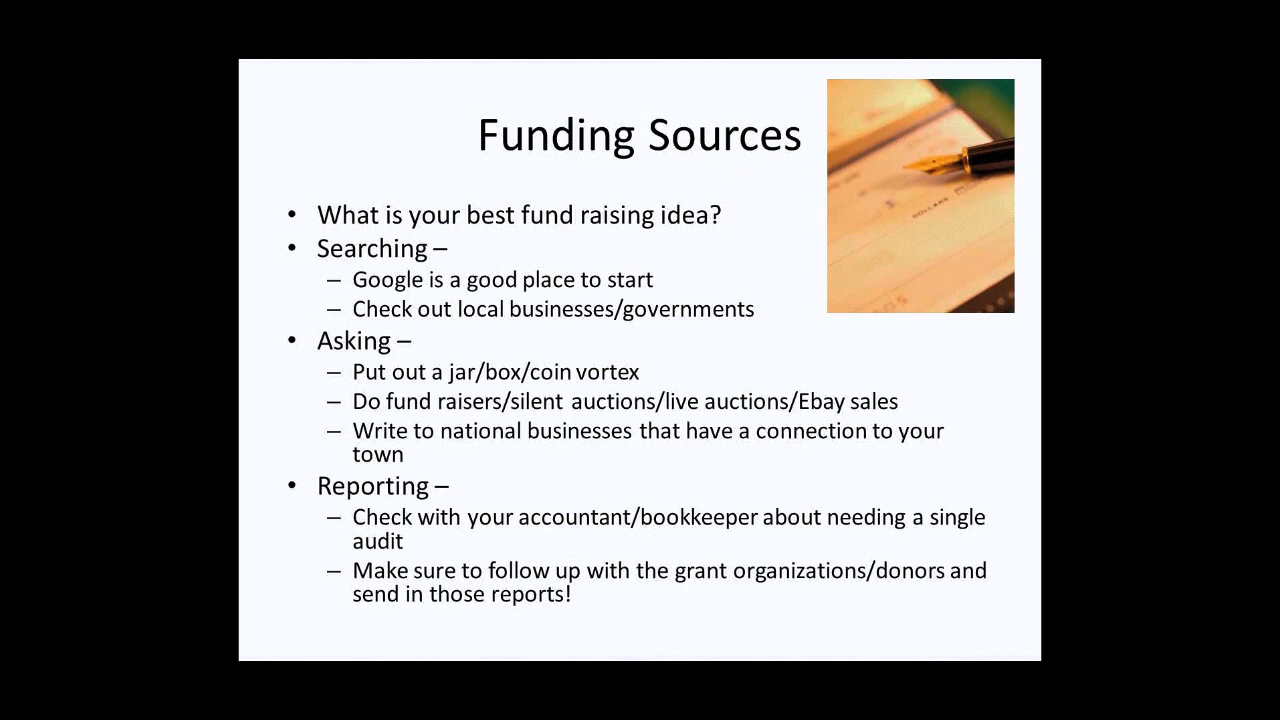 Funding Sources
• What is your best fund raising idea?
• Searching –
– Google is a good place to start
– Check out local businesses/governments
• Asking –
– Put out a jar/box/coin vortex
– Do fund raisers/silent auctions/live auctions/Ebay sales
– Write to national businesses that have a connection to your
town
• Reporting –
– Check with your accountant/bookkeeper about needing a single
audit
– Make sure to follow up with the grant organizations/donors and
send in those reports!
DOLLARS